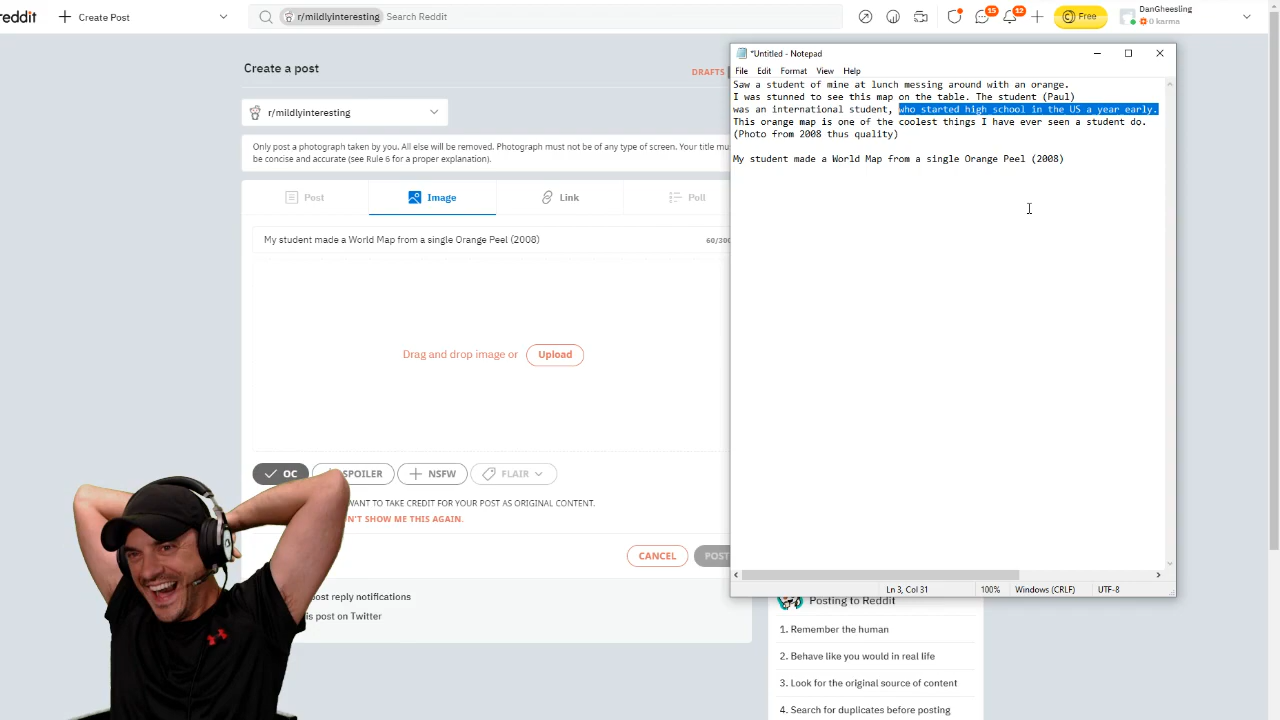 reddit
Create Post
r/mildlyinteresting Search Reddit
15
12
Free
DanGheesling
0 karma
Create a post
DRAFTS
r/mildlyinteresting
Only post a photograph taken by you. All else will be removed. Photograph must not be of any type of screen. Your title mu
be concise and accurate (see Rule 6 for a proper explanation).
Post
Image
Link
Poll
My student made a World Map from a single Orange Peel (2008)
60/300
Drag and drop image or Upload
OC
SPOILER
NSFW
FLAIR
WANT TO TAKE CREDIT FOR YOUR POST AS ORIGINAL CONTENT.
N'T SHOW ME THIS AGAIN.
CANCEL
POST
post reply notifications
is post on Twitter
*Untitled - Notepad
File Edit Format View Help
Saw a student of mine at lunch messing around with an orange.
I was stunned to see this map on the table. The student (Paul)
was an international student, who started high school in the US a year early.
This orange map is one of the coolest things I have ever seen a student do.
(Photo from 2008 thus quality)
My student made a World Map from a single Orange Peel (2008)
Ln 3, Col 31
100%
Windows (CRLF)
UTF-8
Posting to Reddit
1. Remember the human
2. Behave like you would in real life
3. Look for the original source of content
4. Search for duplicates before posting